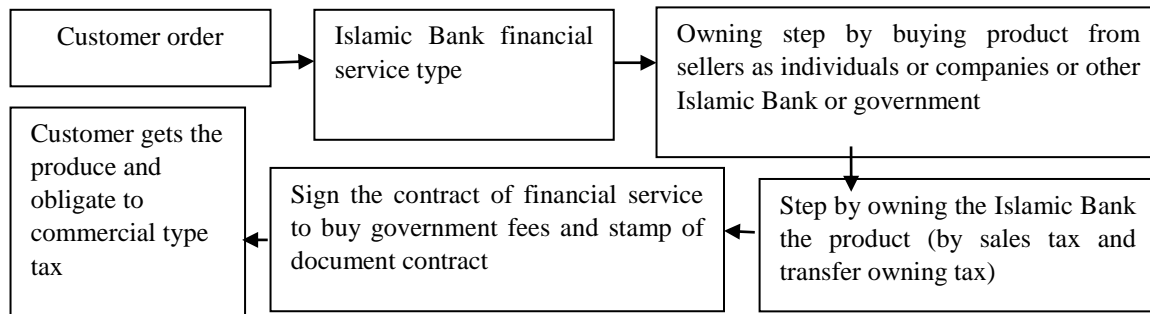 Customer order
Islamic Bank financial
service type
Owning step by buying product from
sellers as individuals or companies or other
Islamic Bank or government
Step by owning the Islamic Bank
the product (by sales tax and
transfer owning tax)
Sign the contract of financial service
to buy government fees and stamp of
document contract
Customer gets the
produce and
obligate to
commercial type
tax